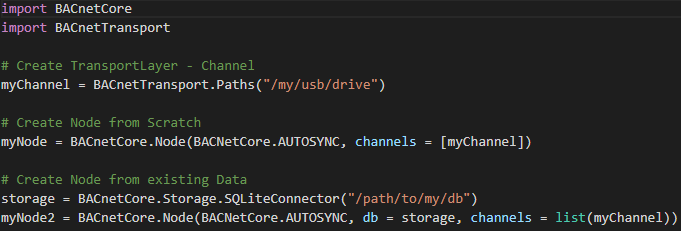 import BACnetCore
import BACnetTransport
# Create TransportLayer - Channel
myChannel = BACnetTransport.Paths("/my/usb/drive")
# Create Node from Scratch
myNode = BACnetCore.Node(BACNetCore.AUTOSYNC, channels = [myChannel])
# Create Node from existing Data
storage = BACnetCore.Storage.SQLiteConnector("/path/to/my/db")
myNode2 = BACnetCore.Node(BACNetCore.AUTOSYNC, db = storage, channels = list(myChannel))